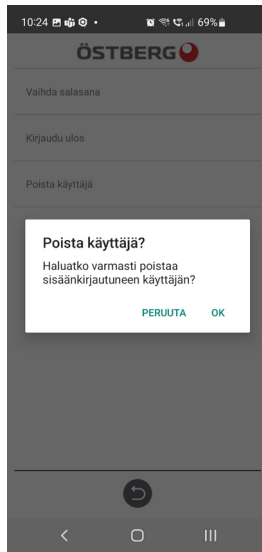 10:24 69%
ÖSTBERG
Vaihda salasana
Kirjaudu ulos
Poista käyttäjä
Poista käyttäjä?
Haluatko varmasti poistaa
sisäänkirjautuneen käyttäjän?
PERUUTA OK